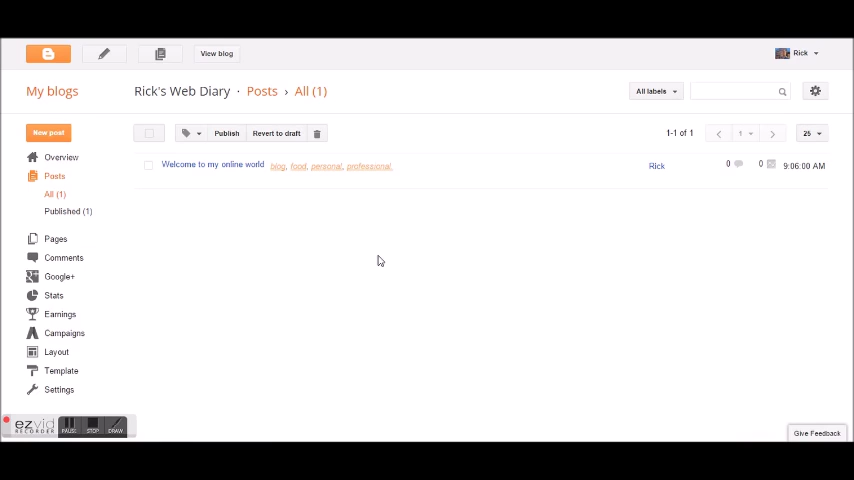 View blog
Rick
My blogs
Rick's Web Diary · Posts › All (1)
All labels
New post
Publish
Revert to draft
1-1 of 1
1
25
Welcome to my online world
blog, food, personal, professional,
Rick
0
0
9:06:00 AM
Overview
Posts
All (1)
Published (1)
Pages
Comments
Google+
Stats
Earnings
Campaigns
Layout
Template
Settings
ezvid
RECORDER
PAUSE
STOP
DRAW
Give Feedback